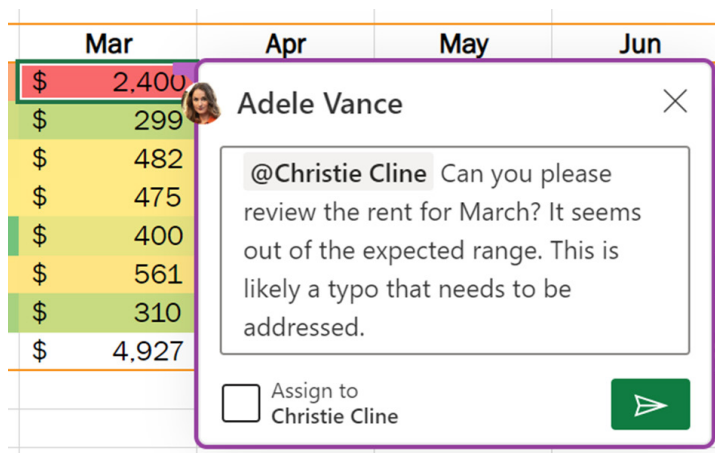 Mar Apr May Jun
$ 2,400
$ 299
$ 482
$ 475
$ 400
$ 561
$ 310
$ 4,927
Adele Vance
@Christie Cline Can you please
review the rent for March? It seems
out of the expected range. This is
likely a typo that needs to be
addressed.
Assign to
Christie Cline